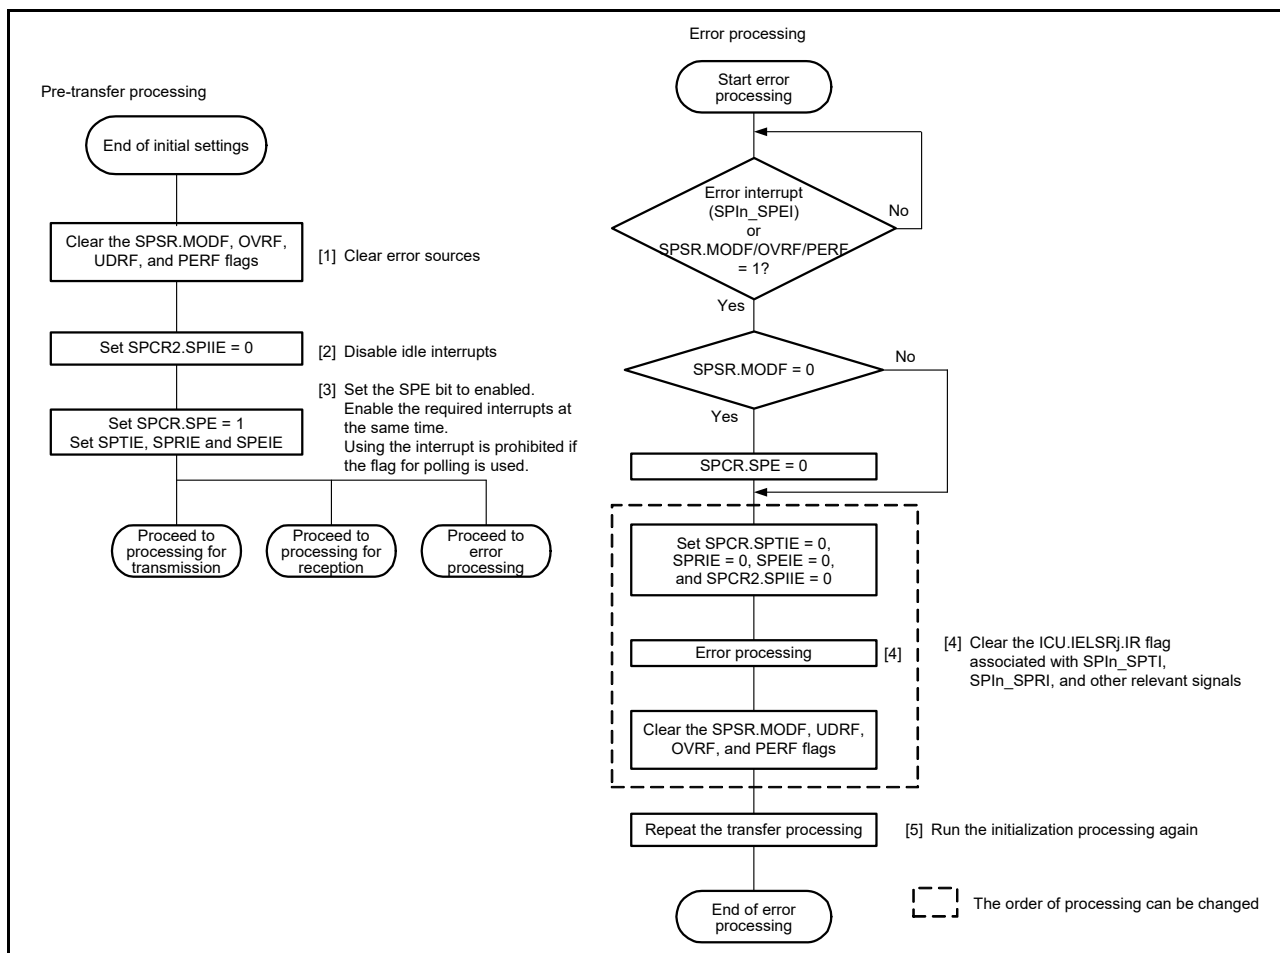 Pre-transfer processing
End of initial settings
Clear the SPSR.MODF, OVRF,
UDRF, and PERF flags
[1] Clear error sources
Set SPCR2.SPIIE = 0
[2] Disable idle interrupts
Set SPCR.SPE = 1
Set SPTIE, SPRIE and SPEIE
[3] Set the SPE bit to enabled.
Enable the required interrupts at
the same time.
Using the interrupt is prohibited if
the flag for polling is used.
Proceed to
processing for
transmission
Proceed to
processing for
reception
Proceed to
error
processing
Error processing
Start error
processing
Error interrupt
(SPIn_SPEI)
or
SPSR.MODF/OVRF/PERF
= 1?
No
Yes
SPSR.MODF = 0
No
Yes
SPCR.SPE = 0
Set SPCR.SPTIE = 0,
SPRIE = 0, SPEIE = 0,
and SPCR2.SPIIE = 0
Error processing
[4]
[4] Clear the ICU.IELSRj.IR flag
associated with SPIn_SPTI,
SPIn_SPRI, and other relevant signals
Clear the SPSR.MODF, UDRF,
OVRF, and PERF flags
Repeat the transfer processing
[5] Run the initialization processing again
End of error
processing
The order of processing can be changed